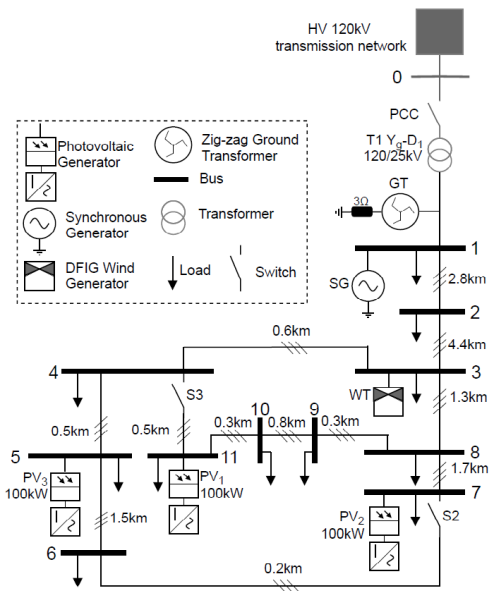 HV 120kV
transmission network
0
PCC
T1 Yg-D1
120/25kV
GT
3Ω
Photovoltaic
Generator
Zig-zag Ground
Transformer
Bus
Synchronous
Generator
Transformer
DFIG Wind
Generator
Load
Switch
1
SG
2.8km
2
0.6km
4.4km
4
3
S3
WT
1.3km
0.5km
0.5km
0.3km
10
0.8km
9
0.3km
5
11
8
PV3
100kW
PV1
100kW
1.7km
7
PV2
100kW
S2
1.5km
6
0.2km